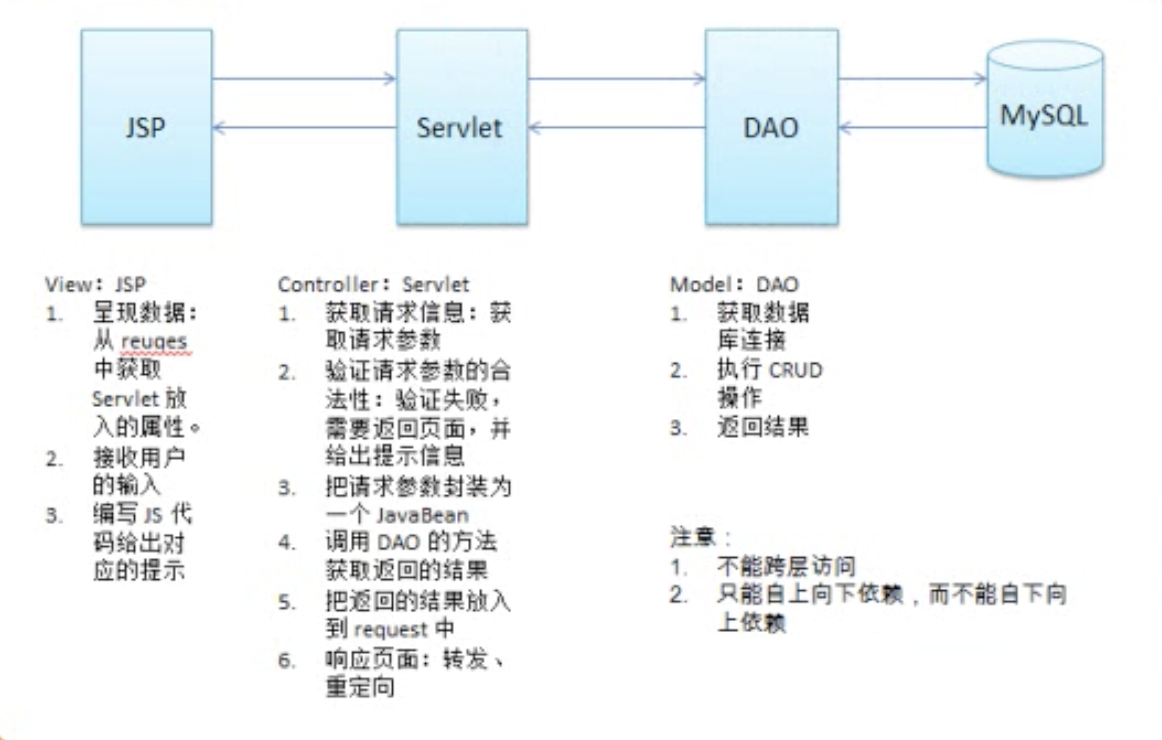 JSP
Servlet
DAO
MySQL
View：JSP
1. 呈现数据：
从 reuqes
中获取
Servlet 放
入的属性。
2. 接收用户
的输入
3. 编写 JS 代
码给出对
应的提示
Controller：Servlet
1. 获取请求信息：获
取请求参数
2. 验证请求参数的合
法性：验证失败，
需要返回页面，并
给出提示信息
3. 把请求参数封装为
一个 JavaBean
4. 调用 DAO 的方法
获取返回的结果
5. 把返回的结果放入
到 request 中
6. 响应页面：转发、
重定向
Model：DAO
1. 获取数据
库连接
2. 执行 CRUD
操作
3. 返回结果
注意：
1. 不能跨层访问
2. 只能自上向下依赖，而不能自下向
上依赖